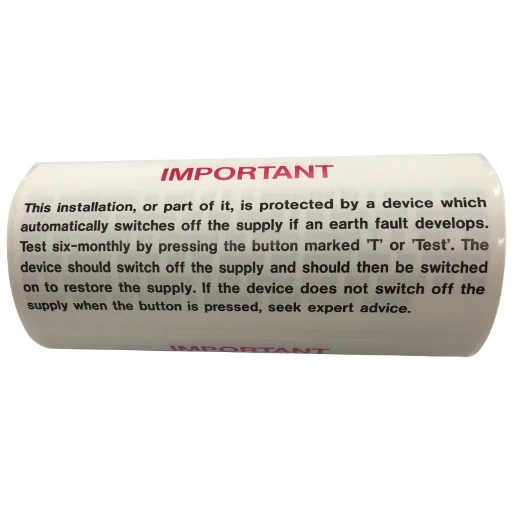 IMPORTANT
This installation, or part of it, is protected by a device which
automatically switches off the supply if an earth fault develops.
Test six-monthly by pressing the button marked 'T' or 'Test'. The
device should switch off the supply and should then be switched
on to restore the supply. If the device does not switch off the
supply when the button is pressed, seek expert advice.
IMPORTANT